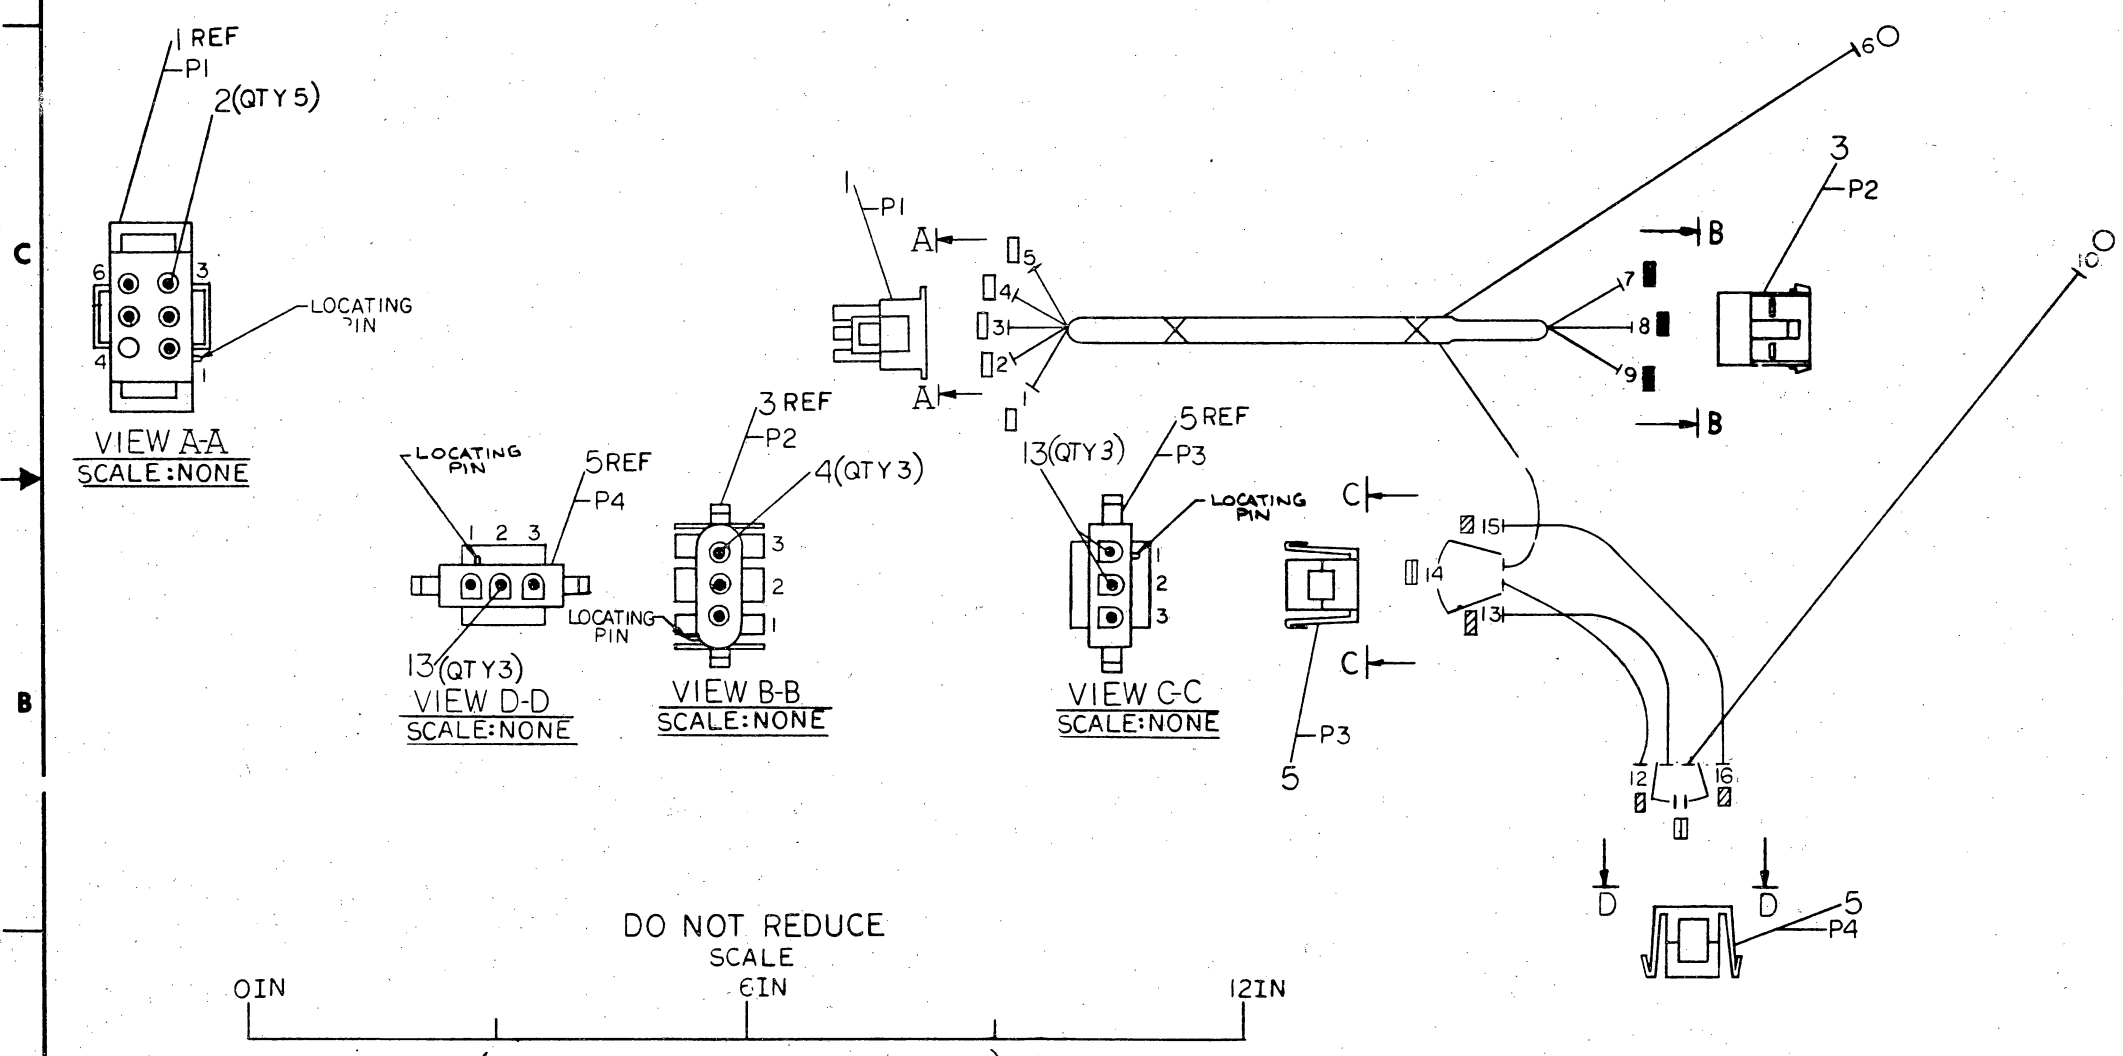 1 REF
P1
2(QTY 5)
C
6
3
4
1
LOCATING
PIN
VIEW A-A
SCALE:NONE
1
P1
A
A
5
4
3
2
1
6
7
8
9
B
B
3
P2
10
LOCATING
PIN
5 REF
P4
1 2 3
13(QTY 3)
VIEW D-D
SCALE:NONE
3 REF
P2
4(QTY 3)
3
2
1
LOCATING
PIN
VIEW B-B
SCALE:NONE
5 REF
P3
13(QTY 3)
LOCATING
PIN
1
2
3
VIEW C-C
SCALE:NONE
C
C
P3
5
15
14
13
12
16
D
D
5
P4
B
DO NOT REDUCE
SCALE
0IN
6IN
12IN